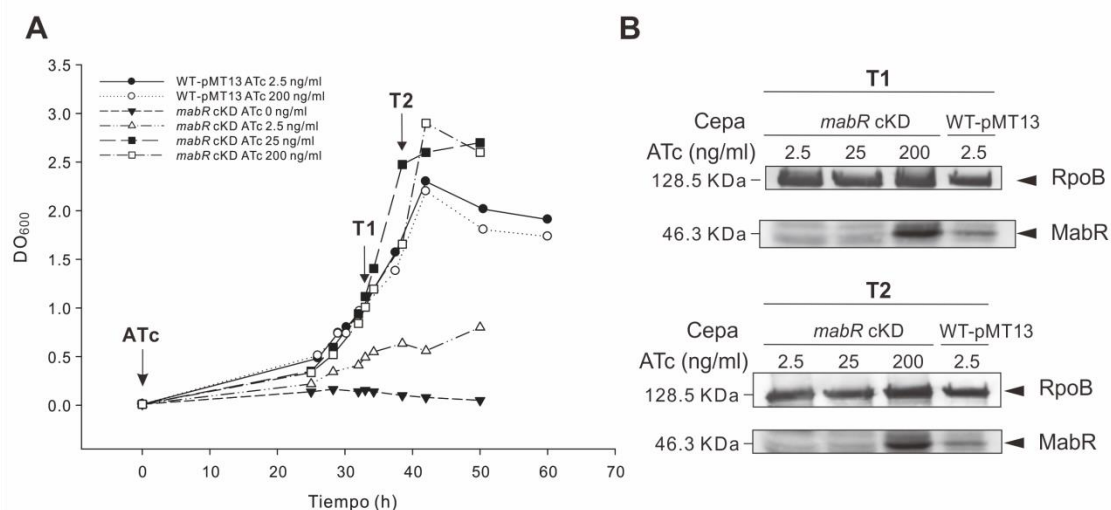 A
WT-pMT13 ATc 2.5 ng/ml
WT-pMT13 ATc 200 ng/ml
mabR cKD ATc 0 ng/ml
mabR cKD ATc 2.5 ng/ml
mabR cKD ATc 25 ng/ml
mabR cKD ATc 200 ng/ml
T2
T1
ATc
DO600
3.5
3.0
2.5
2.0
1.5
1.0
0.5
0.0
0 10 20 30 40 50 60 70
Tiempo (h)
B
T1
Cepa mabR cKD WT-pMT13
ATc (ng/ml) 2.5 25 200 2.5
128.5 KDa RpoB
46.3 KDa MabR
T2
Cepa mabR cKD WT-pMT13
ATc (ng/ml) 2.5 25 200 2.5
128.5 KDa RpoB
46.3 KDa MabR